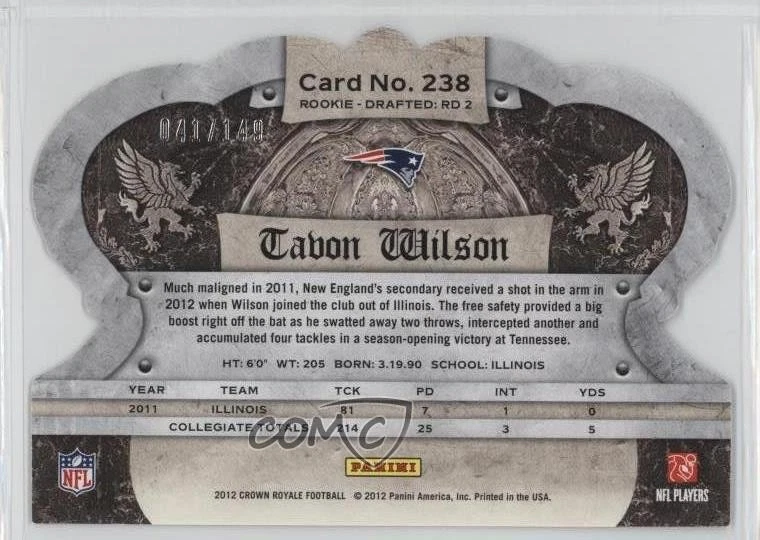 Card No. 238
ROOKIE - DRAFTED: RD 2
041/149
Tavon Wilson
Much maligned in 2011, New England's secondary received a shot in the arm in
2012 when Wilson joined the club out of Illinois. The free safety provided a big
boost right off the bat as he swatted away two throws, intercepted another and
accumulated four tackles in a season-opening victory at Tennessee.
HT: 6'0" WT: 205 BORN: 3.19.90 SCHOOL: ILLINOIS
YEAR TEAM TCK PD INT YDS
2011 ILLINOIS 81 7 1 0
COLLEGIATE TOTALS 214 25 3 5
COMC
NFL
PANINI
NFL PLAYERS
2012 CROWN ROYALE FOOTBALL © 2012 Panini America, Inc. Printed in the USA.